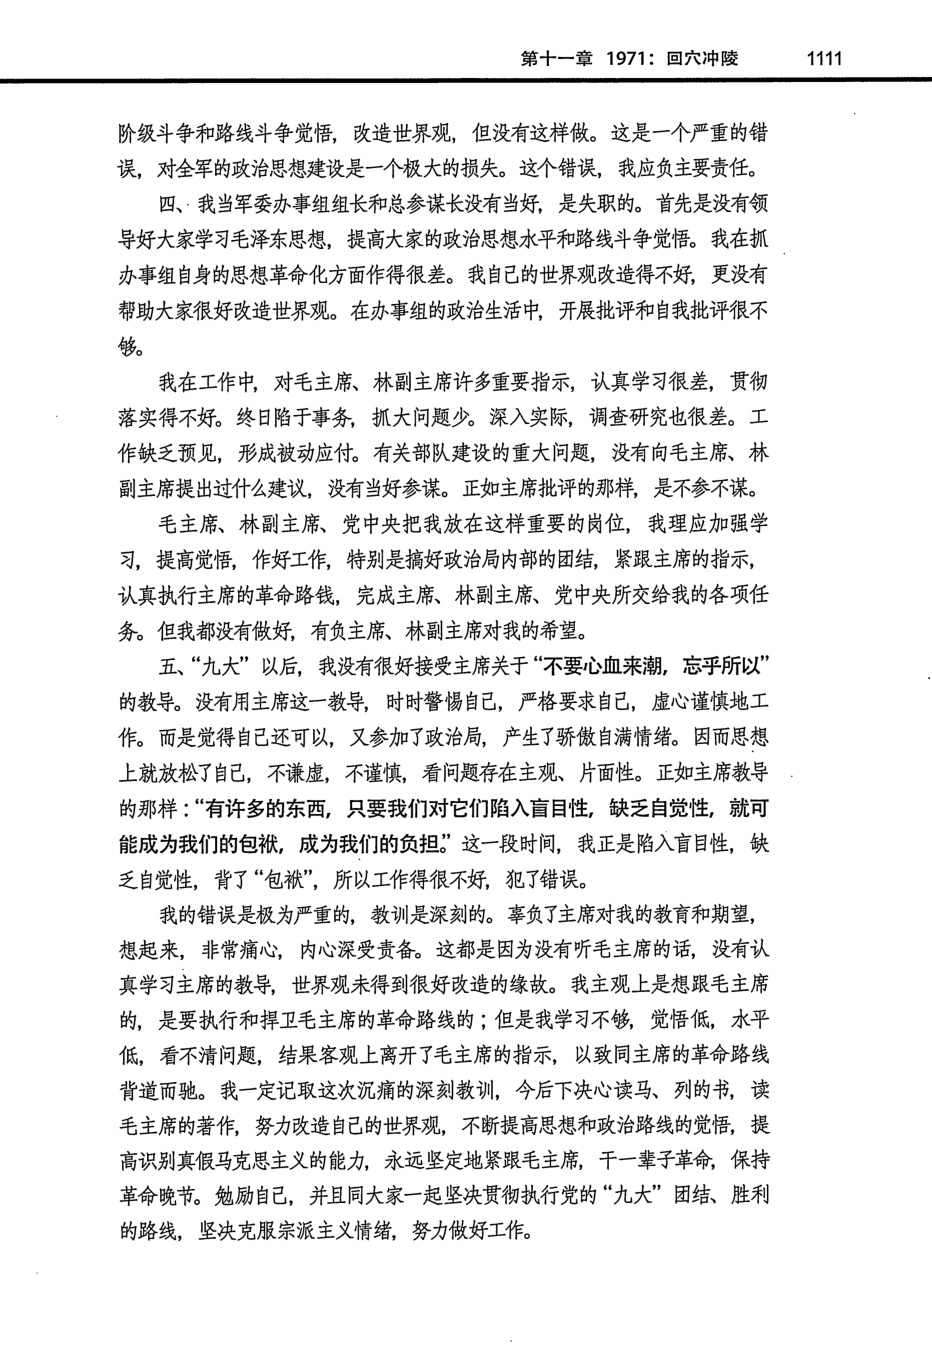 第十一章 1971：回穴冲陵 1111
阶级斗争和路线斗争觉悟，改造世界观，但没有这样做。这是一个严重的错
误，对全军的政治思想建设是一个极大的损失。这个错误，我应负主要责任。
四、我当军委办事组组长和总参谋长没有当好，是失职的。首先是没有领
导好大家学习毛泽东思想，提高大家的政治思想水平和路线斗争觉悟。我在抓
办事组自身的思想革命化方面作得很差。我自己的世界观改造得不好，更没有
帮助大家很好改造世界观。在办事组的政治生活中，开展批评和自我批评很不
够。
我在工作中，对毛主席、林副主席许多重要指示，认真学习很差，贯彻
落实得不好。终日陷于事务，抓大问题少。深入实际，调查研究也很差。工
作缺乏预见，形成被动应付。有关部队建设的重大问题，没有向毛主席、林
副主席提出过什么建议，没有当好参谋。正如主席批评的那样，是不参不谋。
毛主席、林副主席、党中央把我放在这样重要的岗位，我理应加强学
习，提高觉悟，作好工作，特别是搞好政治局内部的团结，紧跟主席的指示，
认真执行主席的革命路钱，完成主席、林副主席、党中央所交给我的各项任
务。但我都没有做好，有负主席、林副主席对我的希望。
五、“九大”以后，我没有很好接受主席关于“不要心血来潮，忘乎所以”
的教导。没有用主席这一教导，时时警惕自己，严格要求自己，虚心谨慎地工
作。而是觉得自己还可以，又参加了政治局，产生了骄傲自满情绪。因而思想
上就放松了自己，不谦虚，不谨慎，看问题存在主观、片面性。正如主席教导
的那样：“有许多的东西，只要我们对它们陷入盲目性，缺乏自觉性，就可
能成为我们的包袱，成为我们的负担。”这一段时间，我正是陷入盲目性，缺
乏自觉性，背了“包袱”，所以工作得很不好，犯了错误。
我的错误是极为严重的，教训是深刻的。辜负了主席对我的教育和期望，
想起来，非常痛心，内心深受责备。这都是因为没有听毛主席的话，没有认
真学习主席的教导，世界观未得到很好改造的缘故。我主观上是想跟毛主席
的，是要执行和捍卫毛主席的革命路线的；但是我学习不够，觉悟低，水平
低，看不清问题，结果客观上离开了毛主席的指示，以致同主席的革命路线
背道而驰。我一定记取这次沉痛的深刻教训，今后下决心读马、列的书，读
毛主席的著作，努力改造自己的世界观，不断提高思想和政治路线的觉悟，提
高识别真假马克思主义的能力，永远坚定地紧跟毛主席，干一辈子革命，保持
革命晚节。勉励自己，并且同大家一起坚决贯彻执行党的“九大”团结、胜利
的路线，坚决克服宗派主义情绪，努力做好工作。